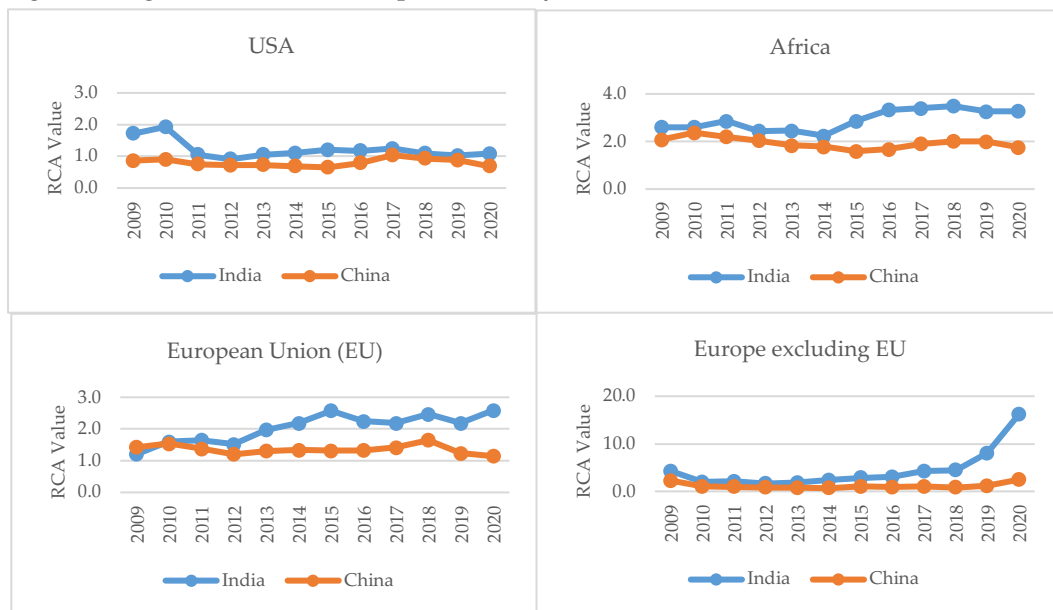 USA
3.0
2.0
1.0
0.0
RCA Value
2009 2010 2011 2012 2013 2014 2015 2016 2017 2018 2019 2020
India China
Africa
4.0
2.0
0.0
RCA Value
2009 2010 2011 2012 2013 2014 2015 2016 2017 2018 2019 2020
India China
European Union (EU)
3.0
2.0
1.0
0.0
RCA Value
2009 2010 2011 2012 2013 2014 2015 2016 2017 2018 2019 2020
India China
Europe excluding EU
20.0
10.0
0.0
RCA Value
2009 2010 2011 2012 2013 2014 2015 2016 2017 2018 2019 2020
India China